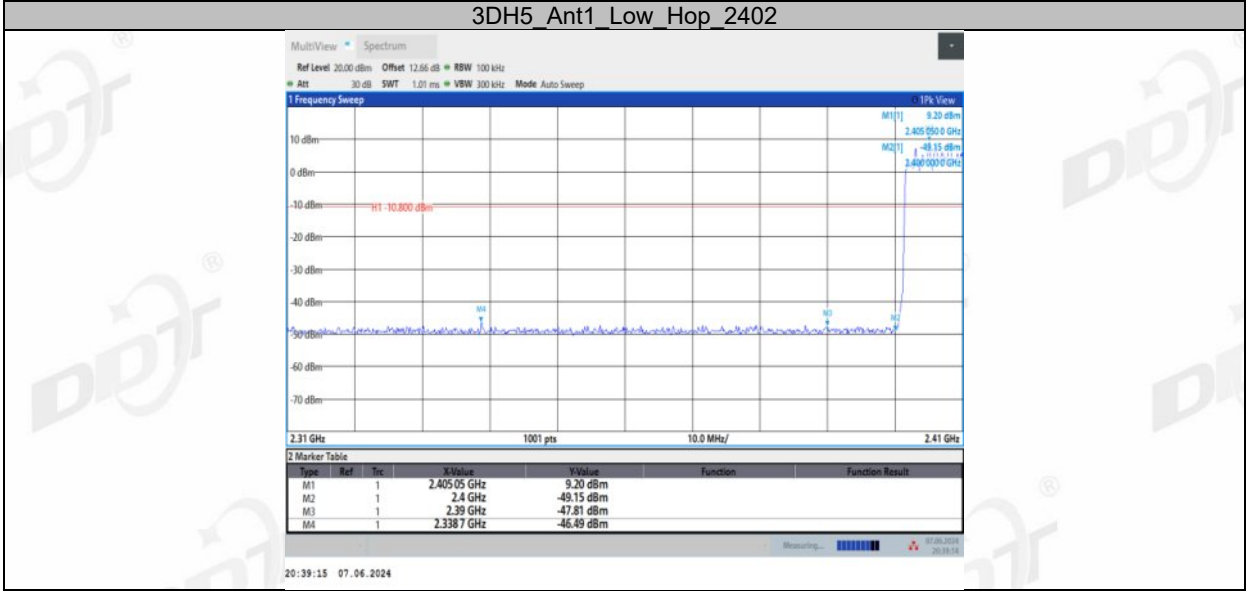 3DH5_Ant1_Low_Hop_2402
MultiView Spectrum
Ref Level 20.00 dBm Offset 12.66 dB RBW 100 kHz
Att 30 dB SWT 1.01 ms VBW 300 kHz Mode Auto Sweep
1 Frequency Sweep 1Pk View
M1[1] 9.20 dBm
2.405 050 0 GHz
M2[1] -49.15 dBm
2.400 000 0 GHz
10 dBm
0 dBm
-10 dBm
H1 -10.800 dBm
-20 dBm
-30 dBm
-40 dBm
M4 M3 M2
-50 dBm
-60 dBm
-70 dBm
2.31 GHz 1001 pts 10.0 MHz/ 2.41 GHz
2 Marker Table
Type Ref Trc X-Value Y-Value Function Function Result
M1 1 2.405 05 GHz 9.20 dBm
M2 1 2.4 GHz -49.15 dBm
M3 1 2.39 GHz -47.81 dBm
M4 1 2.338 7 GHz -46.49 dBm
Measuring... 07.06.2024
20:39:14
20:39:15 07.06.2024
DDT ®